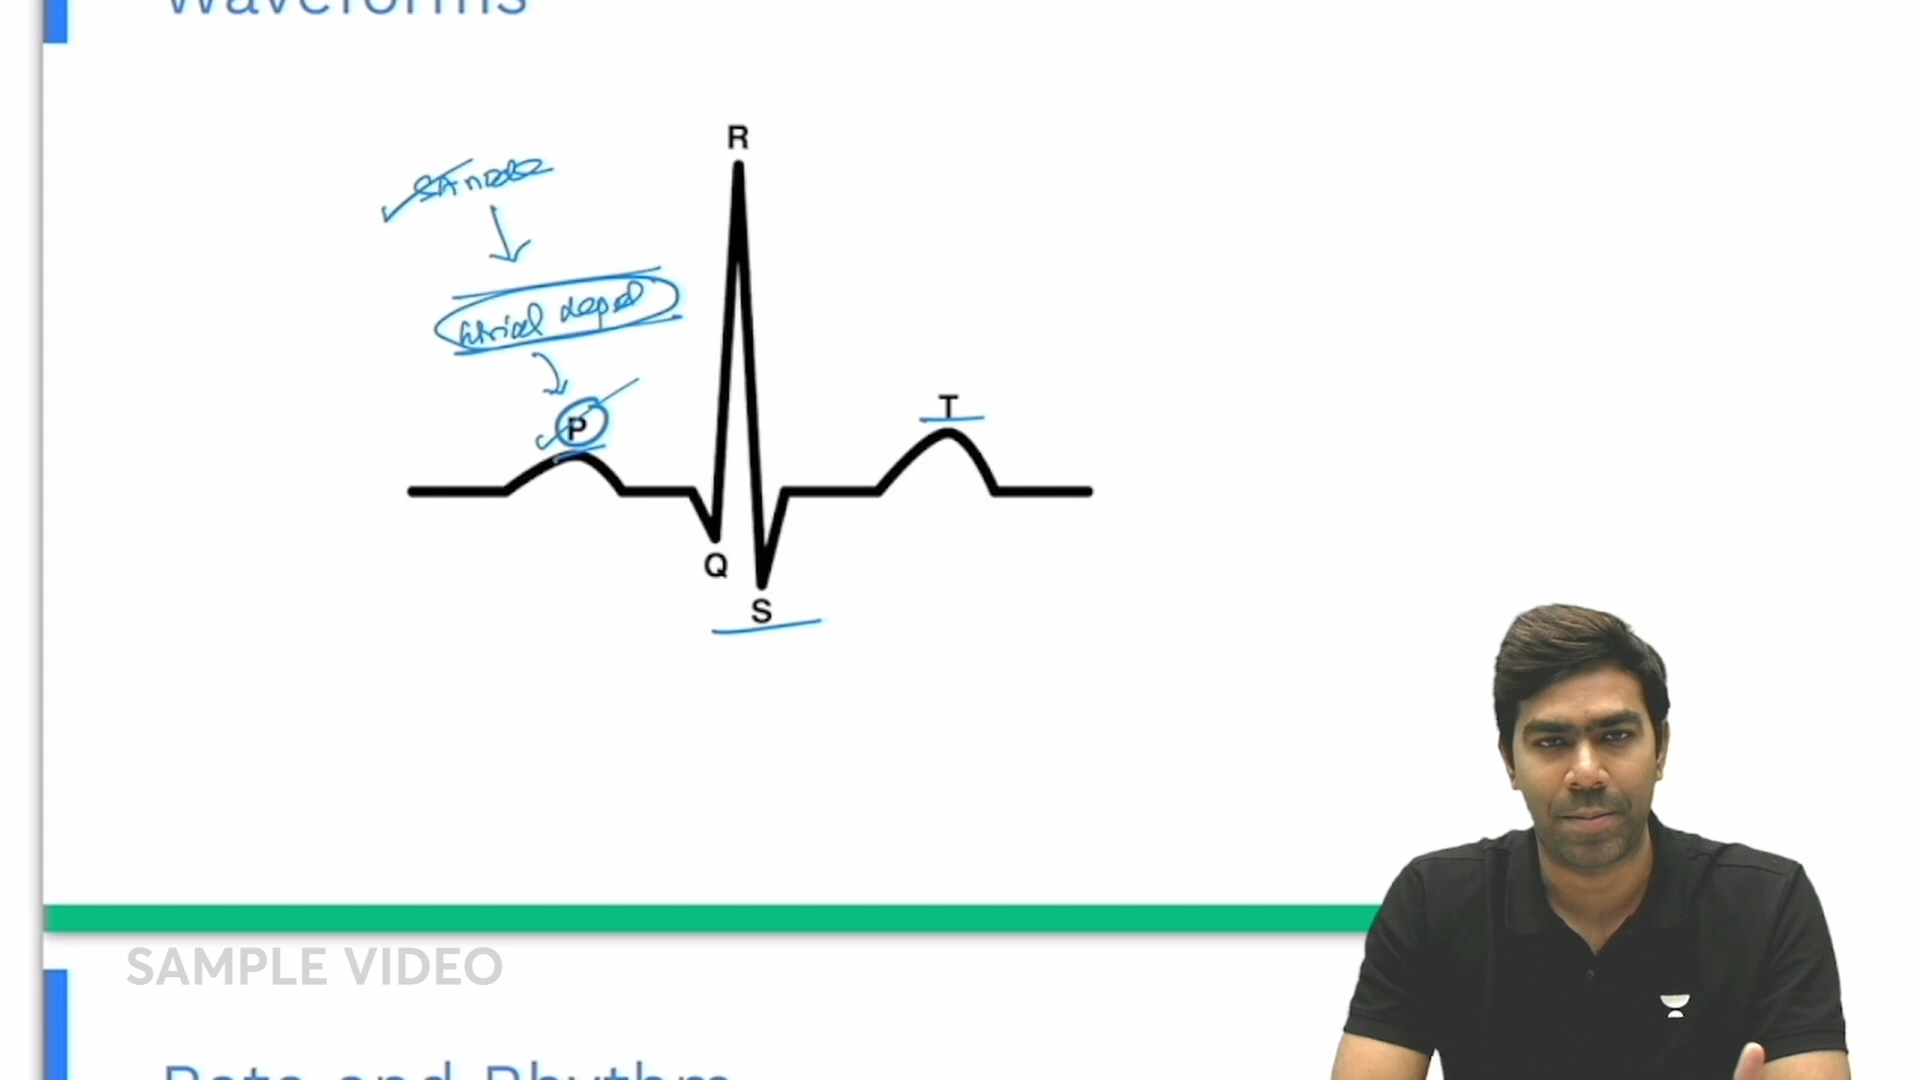 Waveforms
R
SA node
Atrial depol
P
T
Q
S
SAMPLE VIDEO
Rate and Rhythm